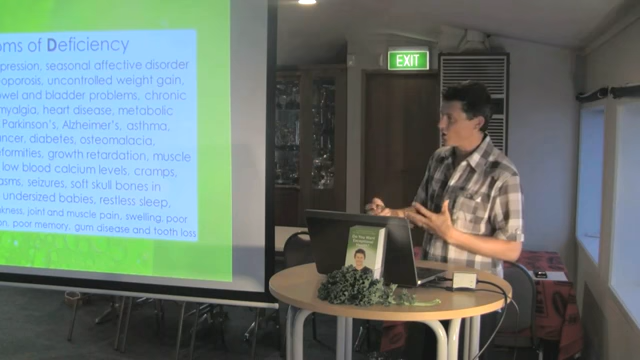 oms of Deficiency
pression, seasonal affective disorder
oporosis, uncontrolled weight gain,
owel and bladder problems, chronic
myalgia, heart disease, metabolic
Parkinson's, Alzheimer's, asthma,
ancer, diabetes, osteomalacia,
eformities, growth retardation, muscle
low blood calcium levels, cramps,
asms, seizures, soft skull bones in
undersized babies, restless sleep,
kness, joint and muscle pain, swelling, poor
on, poor memory, gum disease and tooth loss
EXIT